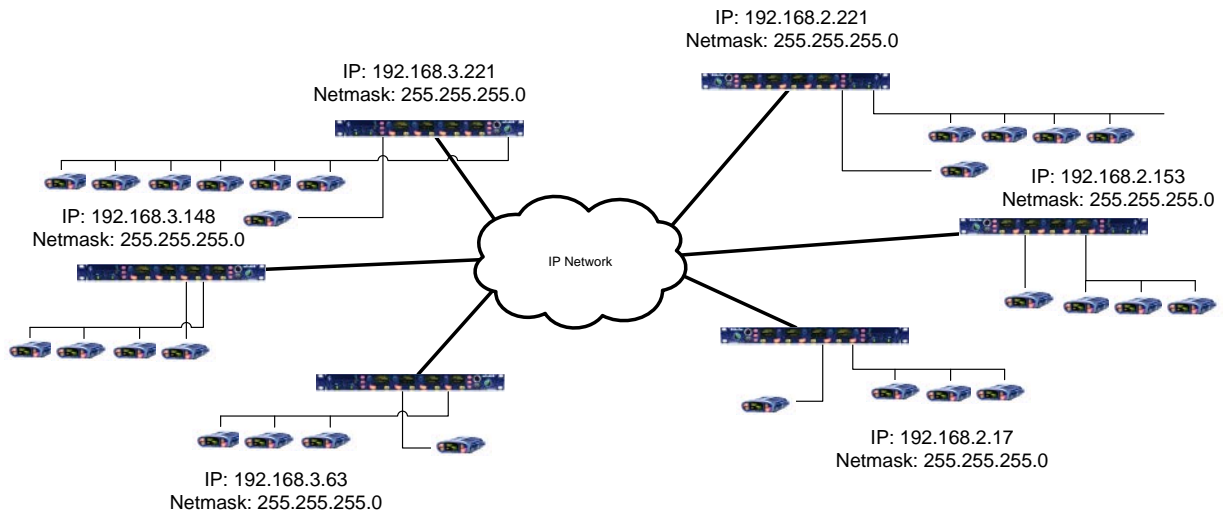 IP: 192.168.2.221
Netmask: 255.255.255.0
IP: 192.168.3.221
Netmask: 255.255.255.0
IP: 192.168.2.153
Netmask: 255.255.255.0
IP: 192.168.3.148
Netmask: 255.255.255.0
IP Network
IP: 192.168.2.17
Netmask: 255.255.255.0
IP: 192.168.3.63
Netmask: 255.255.255.0